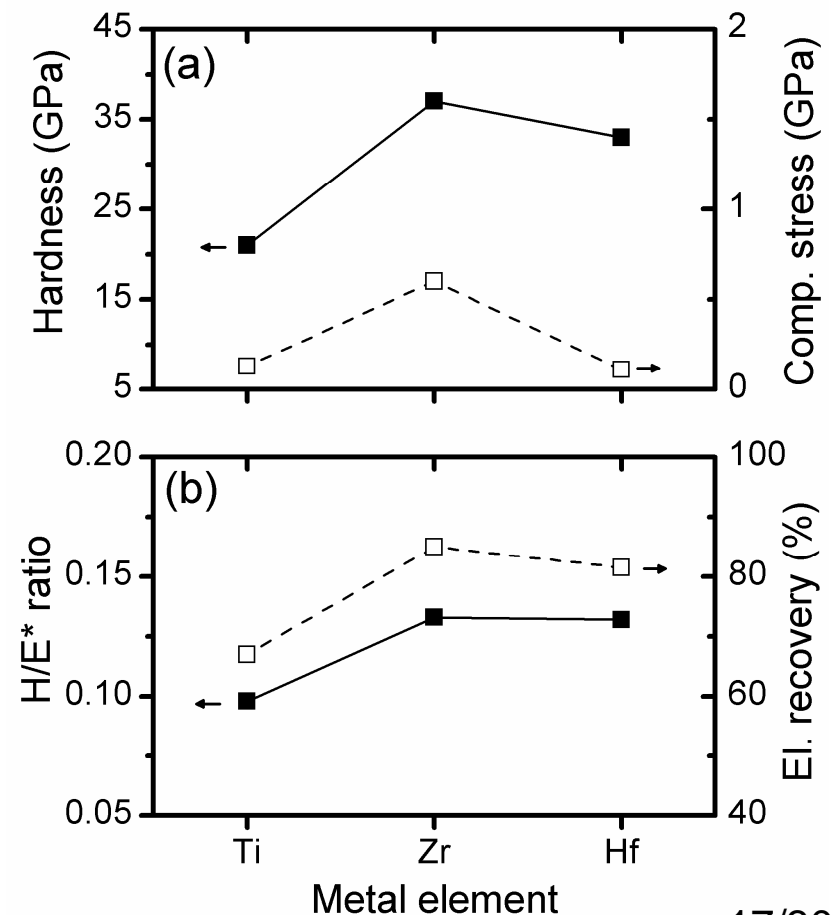 (a)
Hardness (GPa)
45
35
25
15
5
Comp. stress (GPa)
2
1
0
(b)
H/E* ratio
0.20
0.15
0.10
0.05
El. recovery (%)
100
80
60
40
Ti Zr Hf
Metal element